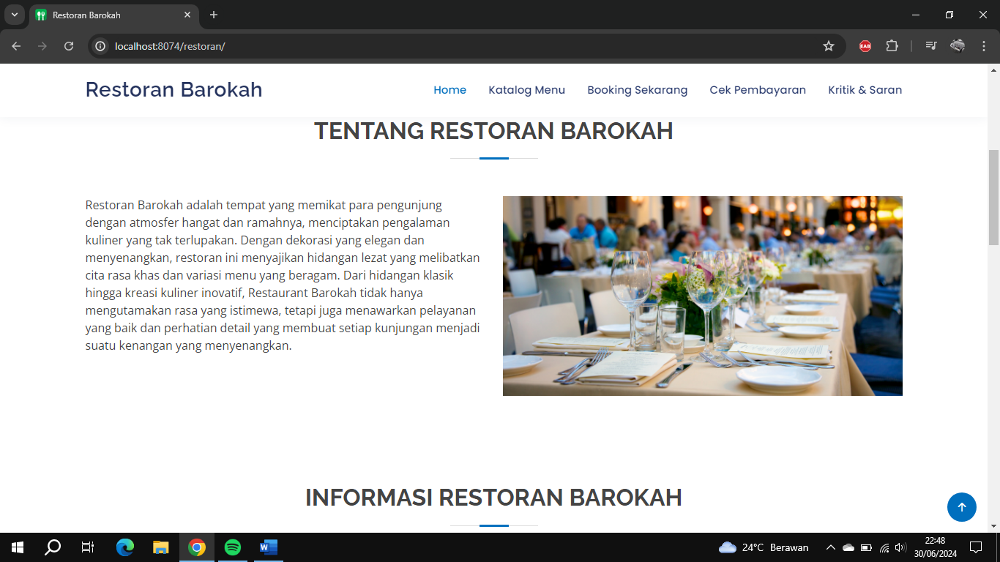 Restoran Barokah
localhost:8074/restoran/
EAB
Restoran Barokah
Home
Katalog Menu
Booking Sekarang
Cek Pembayaran
Kritik & Saran
TENTANG RESTORAN BAROKAH
Restoran Barokah adalah tempat yang memikat para pengunjung
dengan atmosfer hangat dan ramahnya, menciptakan pengalaman
kuliner yang tak terlupakan. Dengan dekorasi yang elegan dan
menyenangkan, restoran ini menyajikan hidangan lezat yang melibatkan
cita rasa khas dan variasi menu yang beragam. Dari hidangan klasik
hingga kreasi kuliner inovatif, Restaurant Barokah tidak hanya
mengutamakan rasa yang istimewa, tetapi juga menawarkan pelayanan
yang baik dan perhatian detail yang membuat setiap kunjungan menjadi
suatu kenangan yang menyenangkan.
INFORMASI RESTORAN BAROKAH
W
24°C Berawan
22:48
30/06/2024